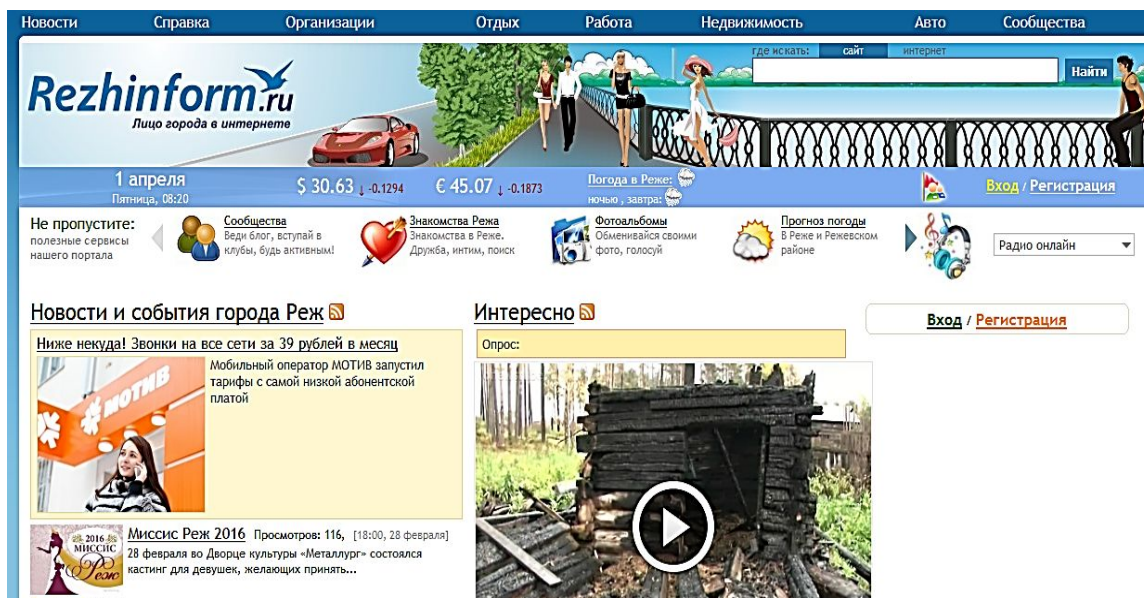 Новости Справка Организации Отдых Работа Недвижимость Авто Сообщества
где искать: сайт интернет
Найти
Rezhinform.ru
Лицо города в интернете
1 апреля
Пятница, 08:20
$ 30.63 ↓ -0.1294 € 45.07 ↓ -0.1873
Погода в Реже:
ночью , завтра:
Вход / Регистрация
Не пропустите:
полезные сервисы
нашего портала
Сообщества
Веди блог, вступай в
клубы, будь активным!
Знакомства Режа
Знакомства в Реже.
Дружба, интим, поиск
Фотоальбомы
Обменивайся своими
фото, голосуй
Прогноз погоды
В Реже и Режевском
районе
Радио онлайн
Новости и события города Реж
Ниже некуда! Звонки на все сети за 39 рублей в месяц
МОТИВ
Мобильный оператор МОТИВ запустил
тарифы с самой низкой абонентской
платой
2016
МИССИС
Реж
Миссис Реж 2016 Просмотров: 116, [18:00, 28 февраля]
28 февраля во Дворце культуры «Металлург» состоялся
кастинг для девушек, желающих принять...
Интересно
Опрос:
Вход / Регистрация